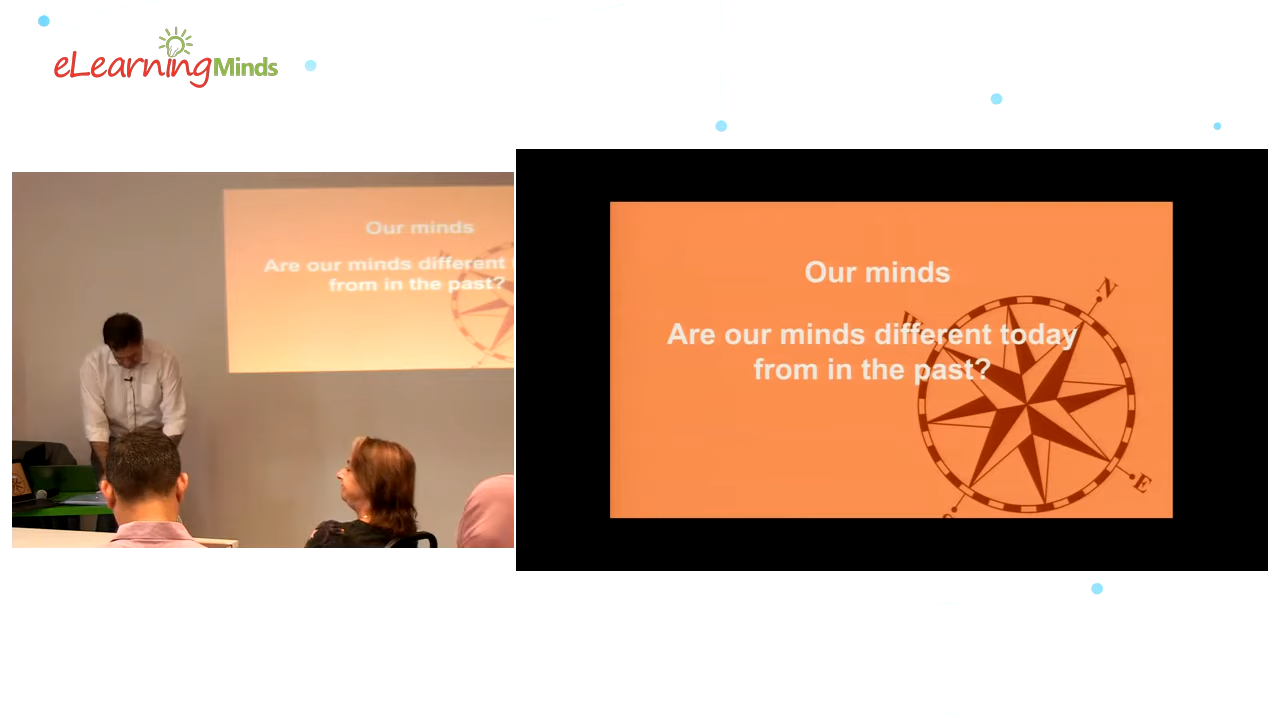 eLearningMinds
Our minds
Are our minds different
from in the past?
Our minds
Are our minds different today
from in the past?
N
W
E